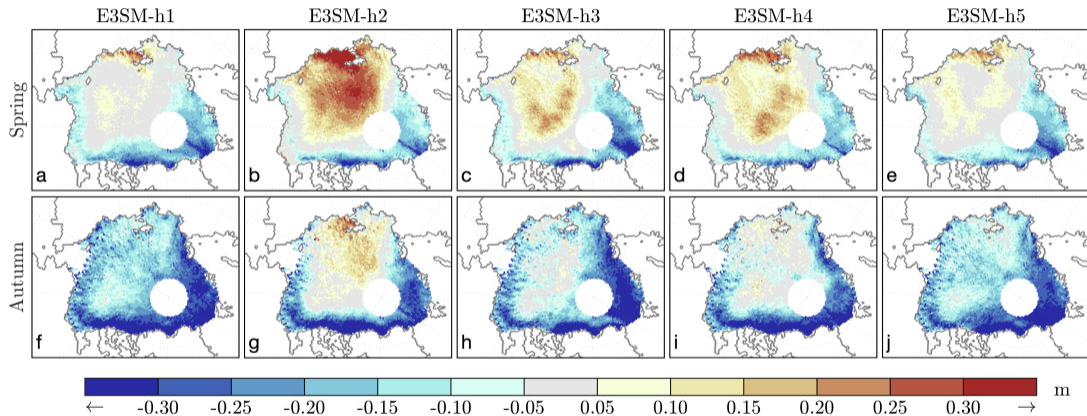 E3SM-h1 E3SM-h2 E3SM-h3 E3SM-h4 E3SM-h5
Spring
a b c d e
Autumn
f g h i j
m
← -0.30 -0.25 -0.20 -0.15 -0.10 -0.05 0.05 0.10 0.15 0.20 0.25 0.30 →